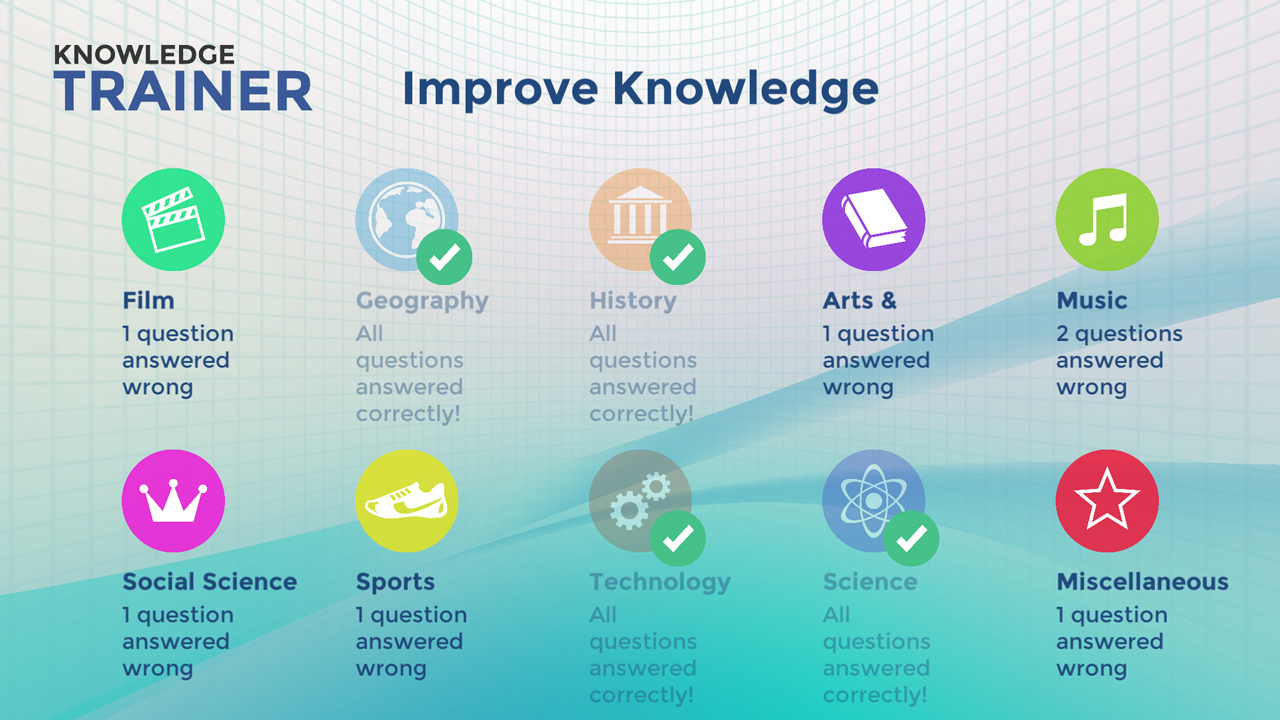 KNOWLEDGE
TRAINER
Improve Knowledge
Film
1 question
answered
wrong
Geography
All
questions
answered
correctly!
History
All
questions
answered
correctly!
Arts &
1 question
answered
wrong
Music
2 questions
answered
wrong
Social Science
1 question
answered
wrong
Sports
1 question
answered
wrong
Technology
All
questions
answered
correctly!
Science
All
questions
answered
correctly!
Miscellaneous
1 question
answered
wrong